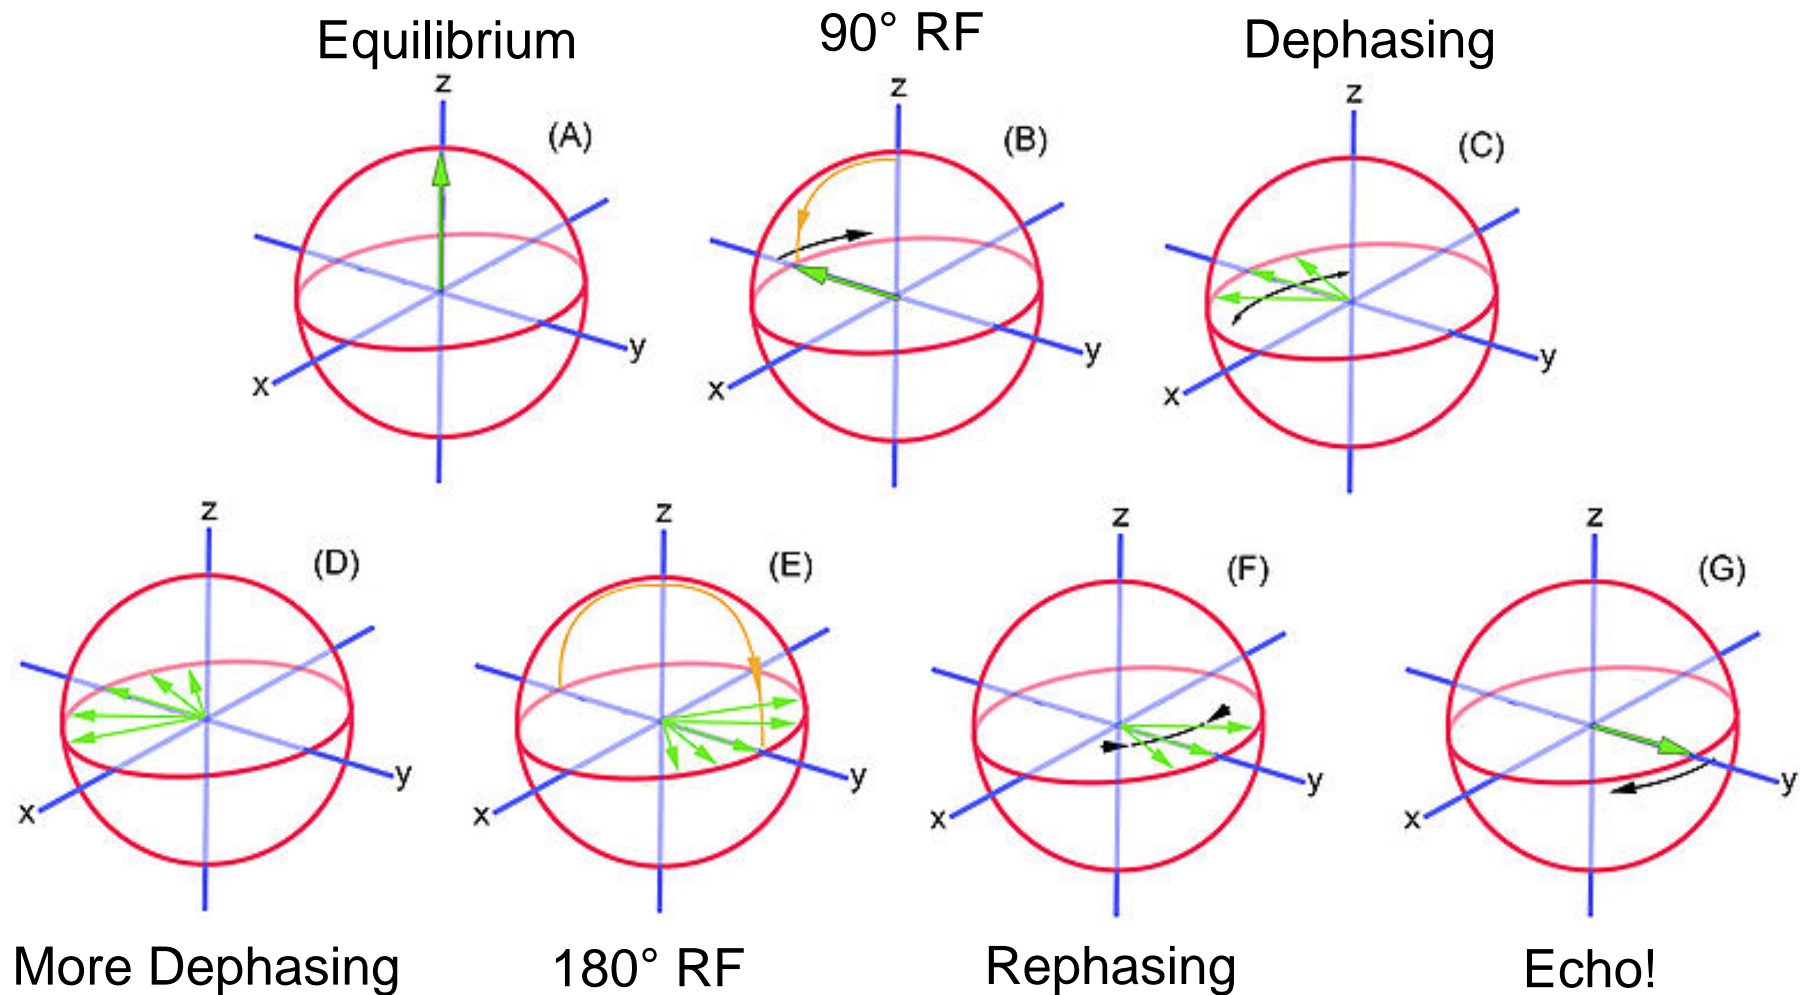 Equilibrium
90° RF
Dephasing
z
(A)
x
y
z
(B)
x
y
z
(C)
x
y
z
(D)
x
y
z
(E)
x
y
z
(F)
x
y
z
(G)
x
y
More Dephasing
180° RF
Rephasing
Echo!